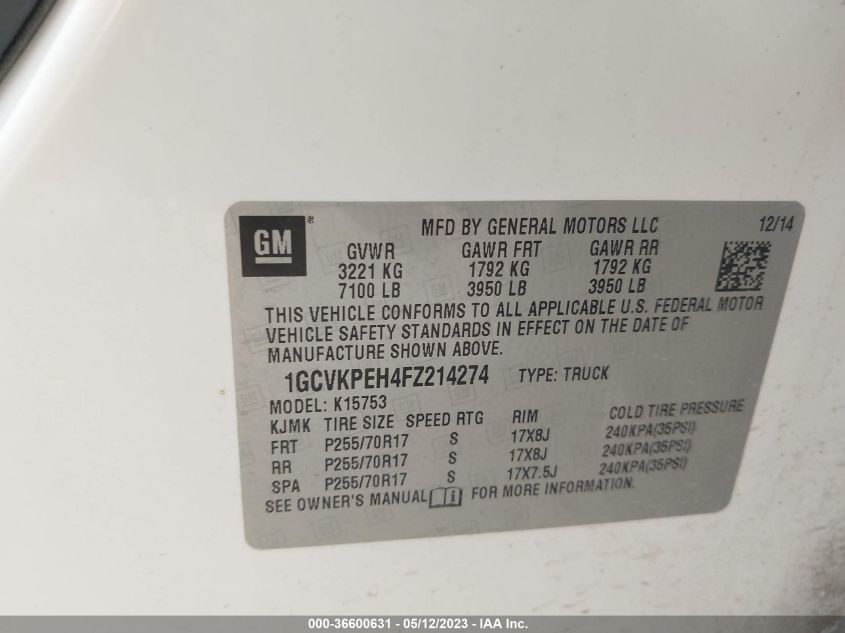 GM ®
MFD BY GENERAL MOTORS LLC 12/14
GVWR GAWR FRT GAWR RR
3221 KG 1792 KG 1792 KG
7100 LB 3950 LB 3950 LB
THIS VEHICLE CONFORMS TO ALL APPLICABLE U.S. FEDERAL MOTOR
VEHICLE SAFETY STANDARDS IN EFFECT ON THE DATE OF
MANUFACTURE SHOWN ABOVE.
1GCVKPEH4FZ214274 TYPE: TRUCK
MODEL: K15753
KJMK TIRE SIZE SPEED RTG RIM COLD TIRE PRESSURE
FRT P255/70R17 S 17X8J 240KPA(35PSI)
RR P255/70R17 S 17X8J 240KPA(35PSI)
SPA P255/70R17 S 17X7.5J 240KPA(35PSI)
SEE OWNER'S MANUAL i FOR MORE INFORMATION.
000-36600631 - 05/12/2023 - IAA Inc.